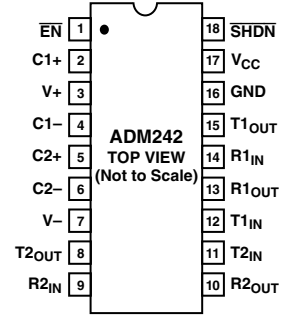 EN 1 18 SHDN
C1+ 2 17 VCC
V+ 3 16 GND
C1– 4 15 T1OUT
ADM242
C2+ 5 TOP VIEW 14 R1IN
(Not to Scale)
C2– 6 13 R1OUT
V– 7 12 T1IN
T2OUT 8 11 T2IN
R2IN 9 10 R2OUT